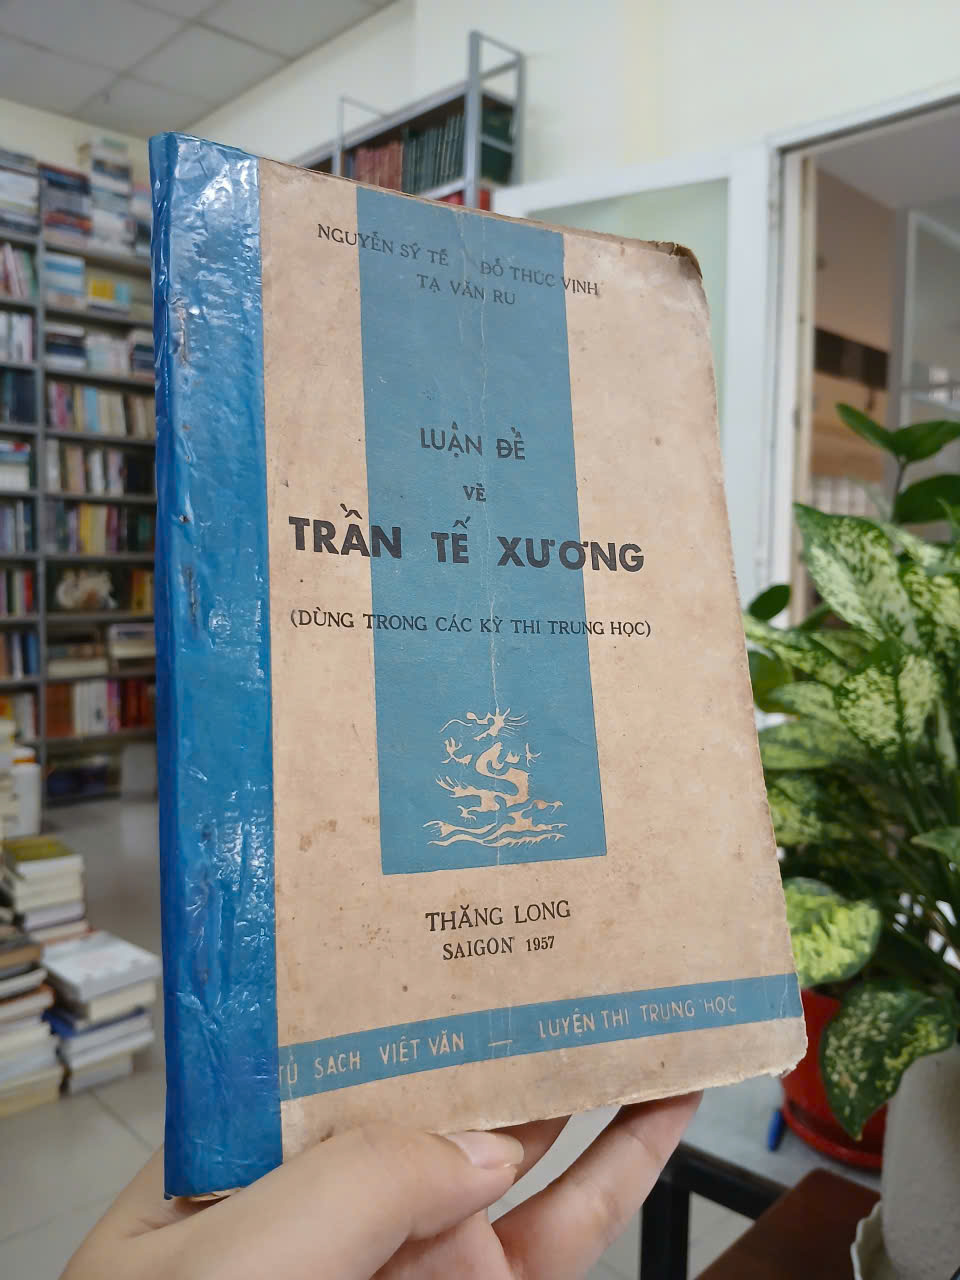 NGUYỄN SỸ TẾ ĐỖ THỨC VỊNH
TẠ VĂN RU
LUẬN ĐỀ
VỀ
TRẦN TẾ XƯƠNG
(DÙNG TRONG CÁC KỲ THI TRUNG HỌC)
THĂNG LONG
SAIGON 1957
TỦ SÁCH VIỆT VĂN — LUYỆN THI TRUNG HỌC